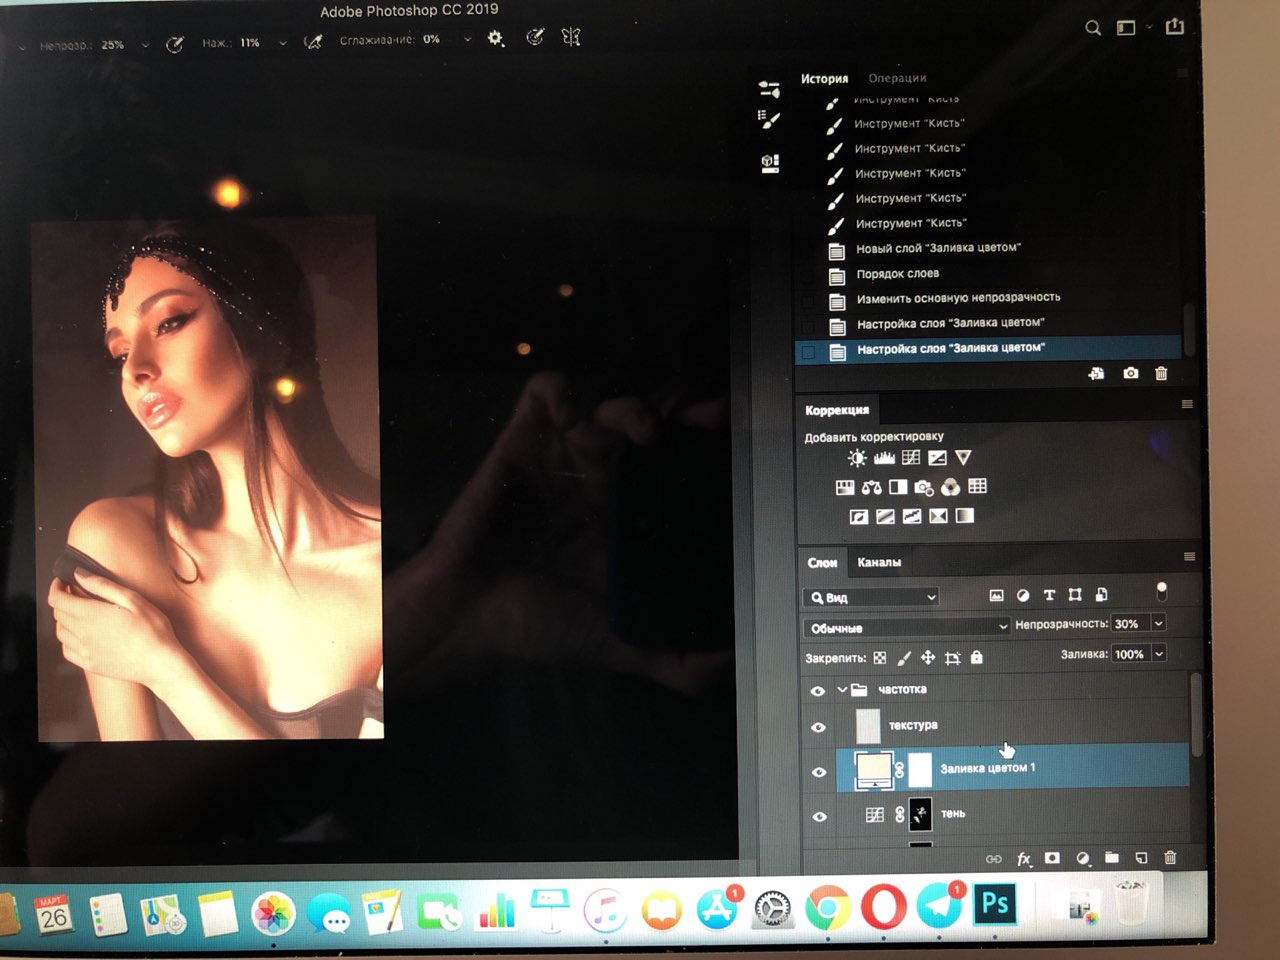 Adobe Photoshop CC 2019
Непрозр.: 25% Наж.: 11% Сглаживание: 0%
История Операции
Инструмент "Кисть"
Инструмент "Кисть"
Инструмент "Кисть"
Инструмент "Кисть"
Инструмент "Кисть"
Инструмент "Кисть"
Новый слой "Заливка цветом"
Порядок слоев
Изменить основную непрозрачность
Настройка слоя "Заливка цветом"
Настройка слоя "Заливка цветом"
Коррекция
Добавить корректировку
Слои Каналы
Вид
Обычные Непрозрачность: 30%
Закрепить: Заливка: 100%
частотка
текстура
Заливка цветом 1
тень
fx
МАРТ
26
1
1
Ps